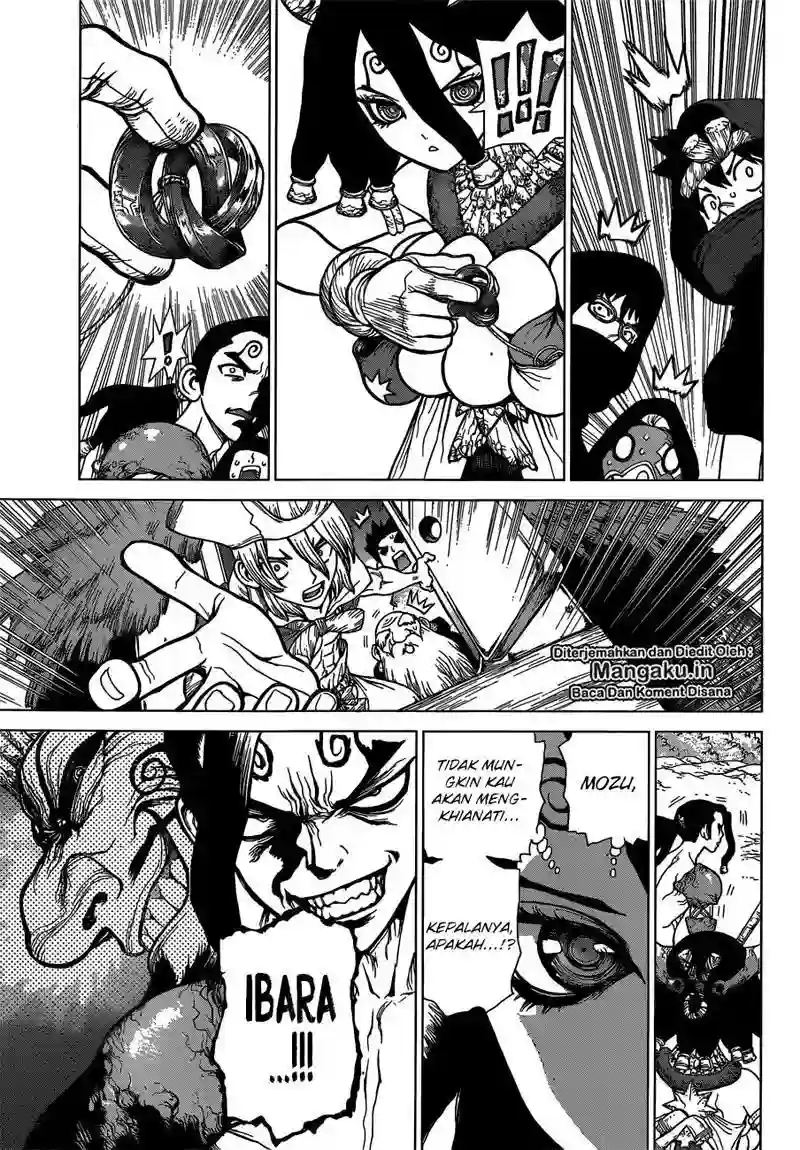 !!!
!
Diterjemahkan dan Diedit Oleh :
Mangaku.in
Baca Dan Koment Disana
MOZU,
TIDAK MUN-
GKIN KAU
AKAN MENG-
KHIANATI...
KEPALANYA,
APAKAH...!?
IBARA
...!!!